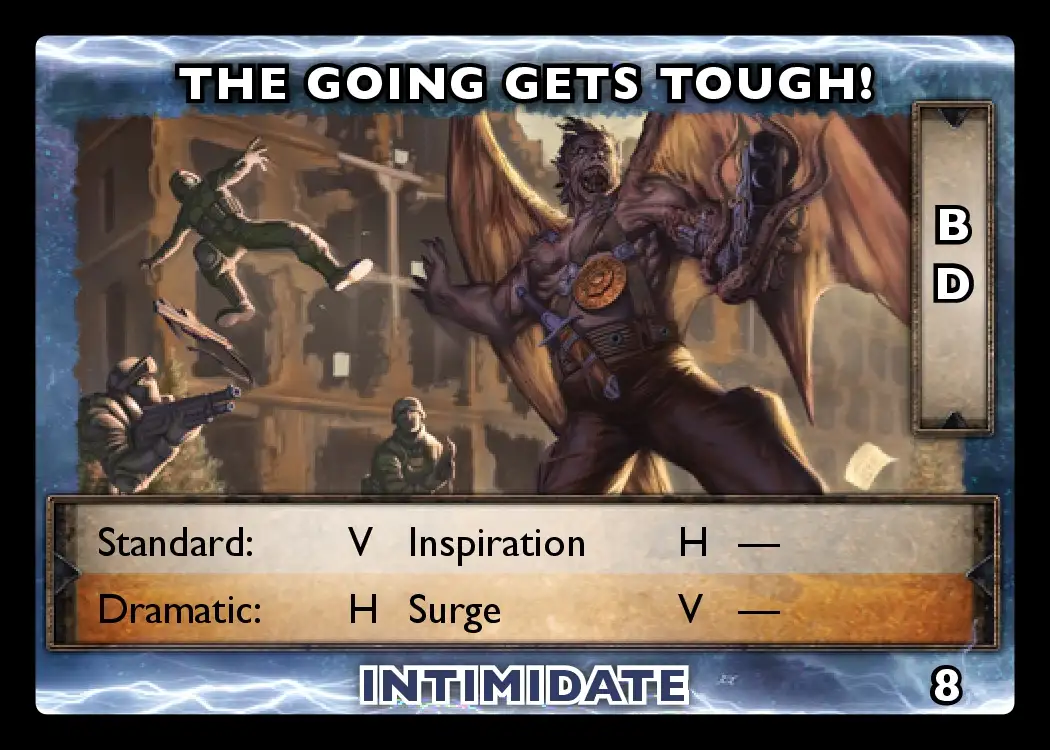 THE GOING GETS TOUGH!
B
D
Standard: V Inspiration H —
Dramatic: H Surge V —
INTIMIDATE
8